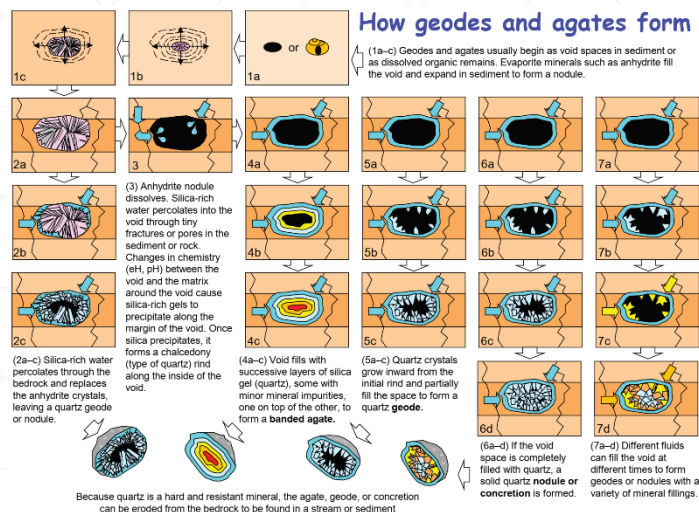 How geodes and agates form
(1a–c) Geodes and agates usually begin as void spaces in sediment or
as dissolved organic remains. Evaporite minerals such as anhydrite fill
the void and expand in sediment to form a nodule.
1c
1b
or
1a
2a
3
4a
5a
6a
7a
2b
(3) Anhydrite nodule
dissolves. Silica-rich
water percolates into the
void through tiny
fractures or pores in the
sediment or rock.
Changes in chemistry
(eH, pH) between the
void and the matrix
around the void cause
silica-rich gels to
precipitate along the
margin of the void. Once
silica precipitates, it
forms a chalcedony
(type of quartz) rind
along the inside of the
void.
4b
5b
6b
7b
2c
4c
5c
6c
7c
(2a–c) Silica-rich water
percolates through the
bedrock and replaces
the anhydrite crystals,
leaving a quartz geode
or nodule.
(4a–c) Void fills with
successive layers of silica
gel (quartz), some with
minor mineral impurities,
one on top of the other, to
form a banded agate.
(5a–c) Quartz crystals
grow inward from the
initial rind and partially
fill the space to form a
quartz geode.
6d
7d
(6a–d) If the void
space is completely
filled with quartz, a
solid quartz nodule or
concretion is formed.
(7a–d) Different fluids
can fill the void at
different times to form
geodes or nodules with a
variety of mineral fillings.
Because quartz is a hard and resistant mineral, the agate, geode, or concretion
can be eroded from the bedrock to be found in a stream or sediment